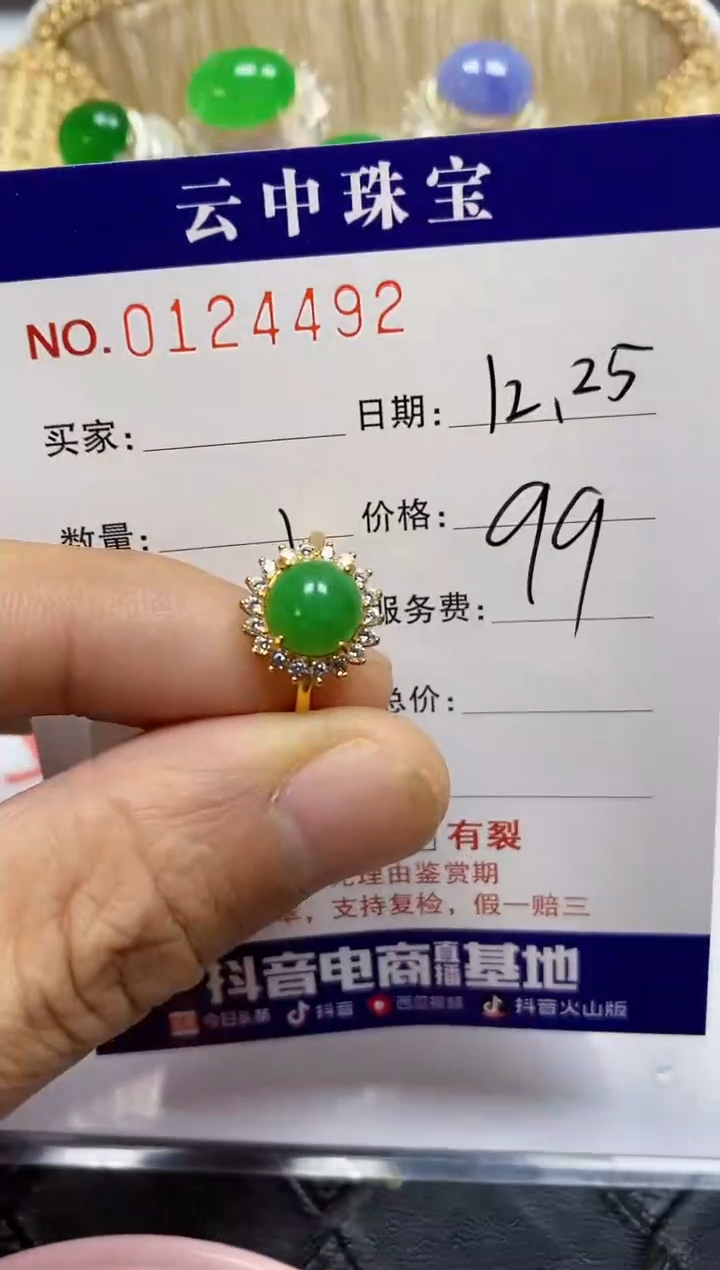 云中珠宝
NO. 0124492
买家: 日期: 12.25
数量: 1 价格: 99
服务费:
总价:
有裂
理由鉴赏期
支持复检，假一赔三
抖音电商直播基地
今日头条 抖音 西瓜视频 抖音火山版